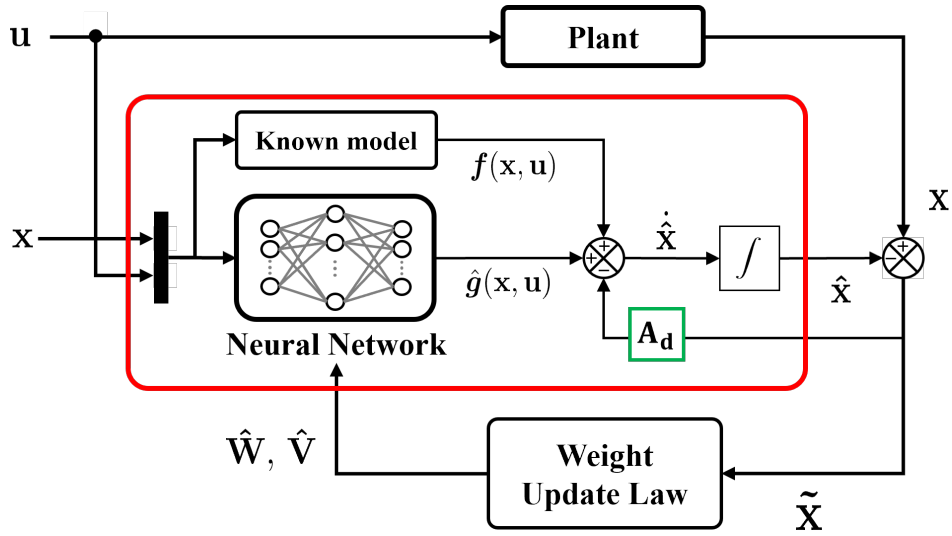 u
Plant
Known model
f(x, u)
x
x
+
+
+
−
ẋ̂
∫
+
−
ĝ(x, u)
x̂
Neural Network
A_d
Ŵ, V̂
Weight
Update Law
x̃